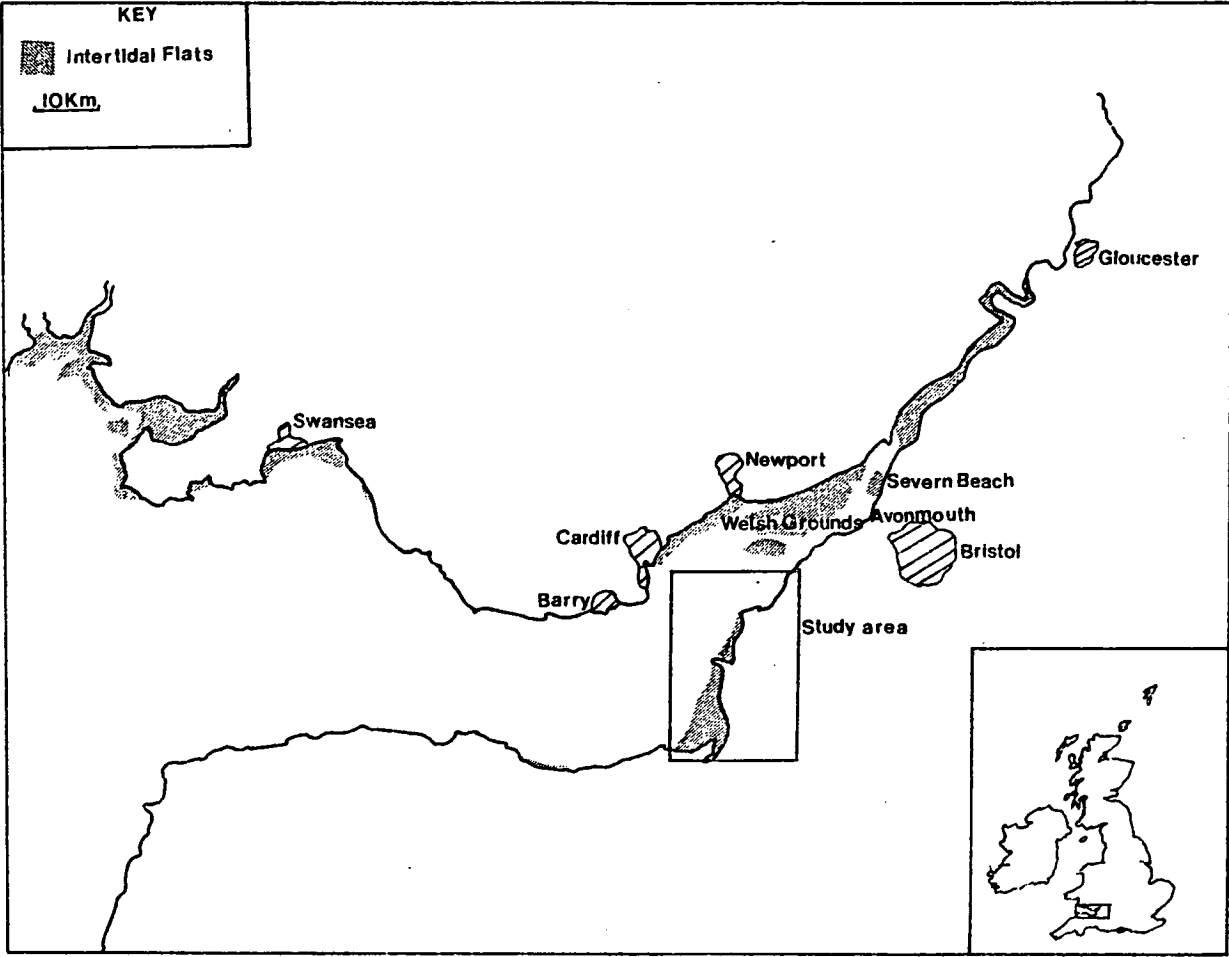 KEY
Intertidal Flats
10Km
Gloucester
Swansea
Newport
Severn Beach
Welsh Grounds
Avonmouth
Cardiff
Bristol
Barry
Study area